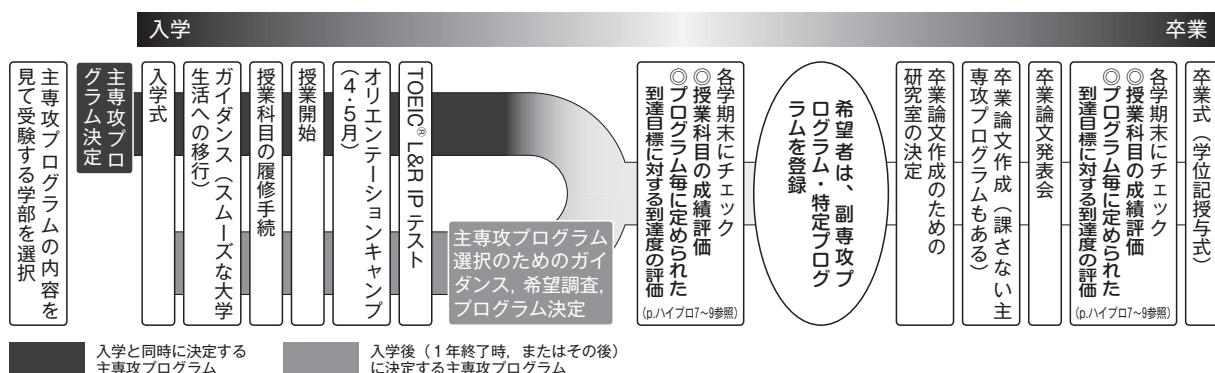 入学
卒業
主専攻プログラムの内容を
見て受験する学部を選択
主専攻プロ
グラム決定
入学式
ガイダンス（スムーズな大学
生活への移行）
授業科目の履修手続
授業開始
オリエンテーションキャンプ
（4・5月）
TOEIC® L&R IP テスト
主専攻プログラム
選択のためのガイ
ダンス，希望調査，
プログラム決定
各学期末にチェック
◎授業科目の成績評価
◎プログラム毎に定められた
到達目標に対する到達度の評価
(p.ハイプロ7～9参照)
希望者は、副専攻プ
ログラム・特定プログ
ラムを登録
卒業論文作成のための
研究室の決定
卒業論文作成（課さない主
専攻プログラムもある）
卒業論文発表会
各学期末にチェック
◎授業科目の成績評価
◎プログラム毎に定められた
到達目標に対する到達度の評価
(p.ハイプロ7～9参照)
卒業式（学位記授与式）
入学と同時に決定する
主専攻プログラム
入学後（1年終了時，またはその後）
に決定する主専攻プログラム